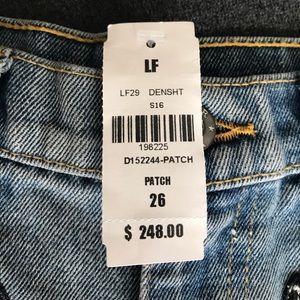 LF
LF29 DENSHT
S16
198225
D152244-PATCH
PATCH
26
$ 248.00